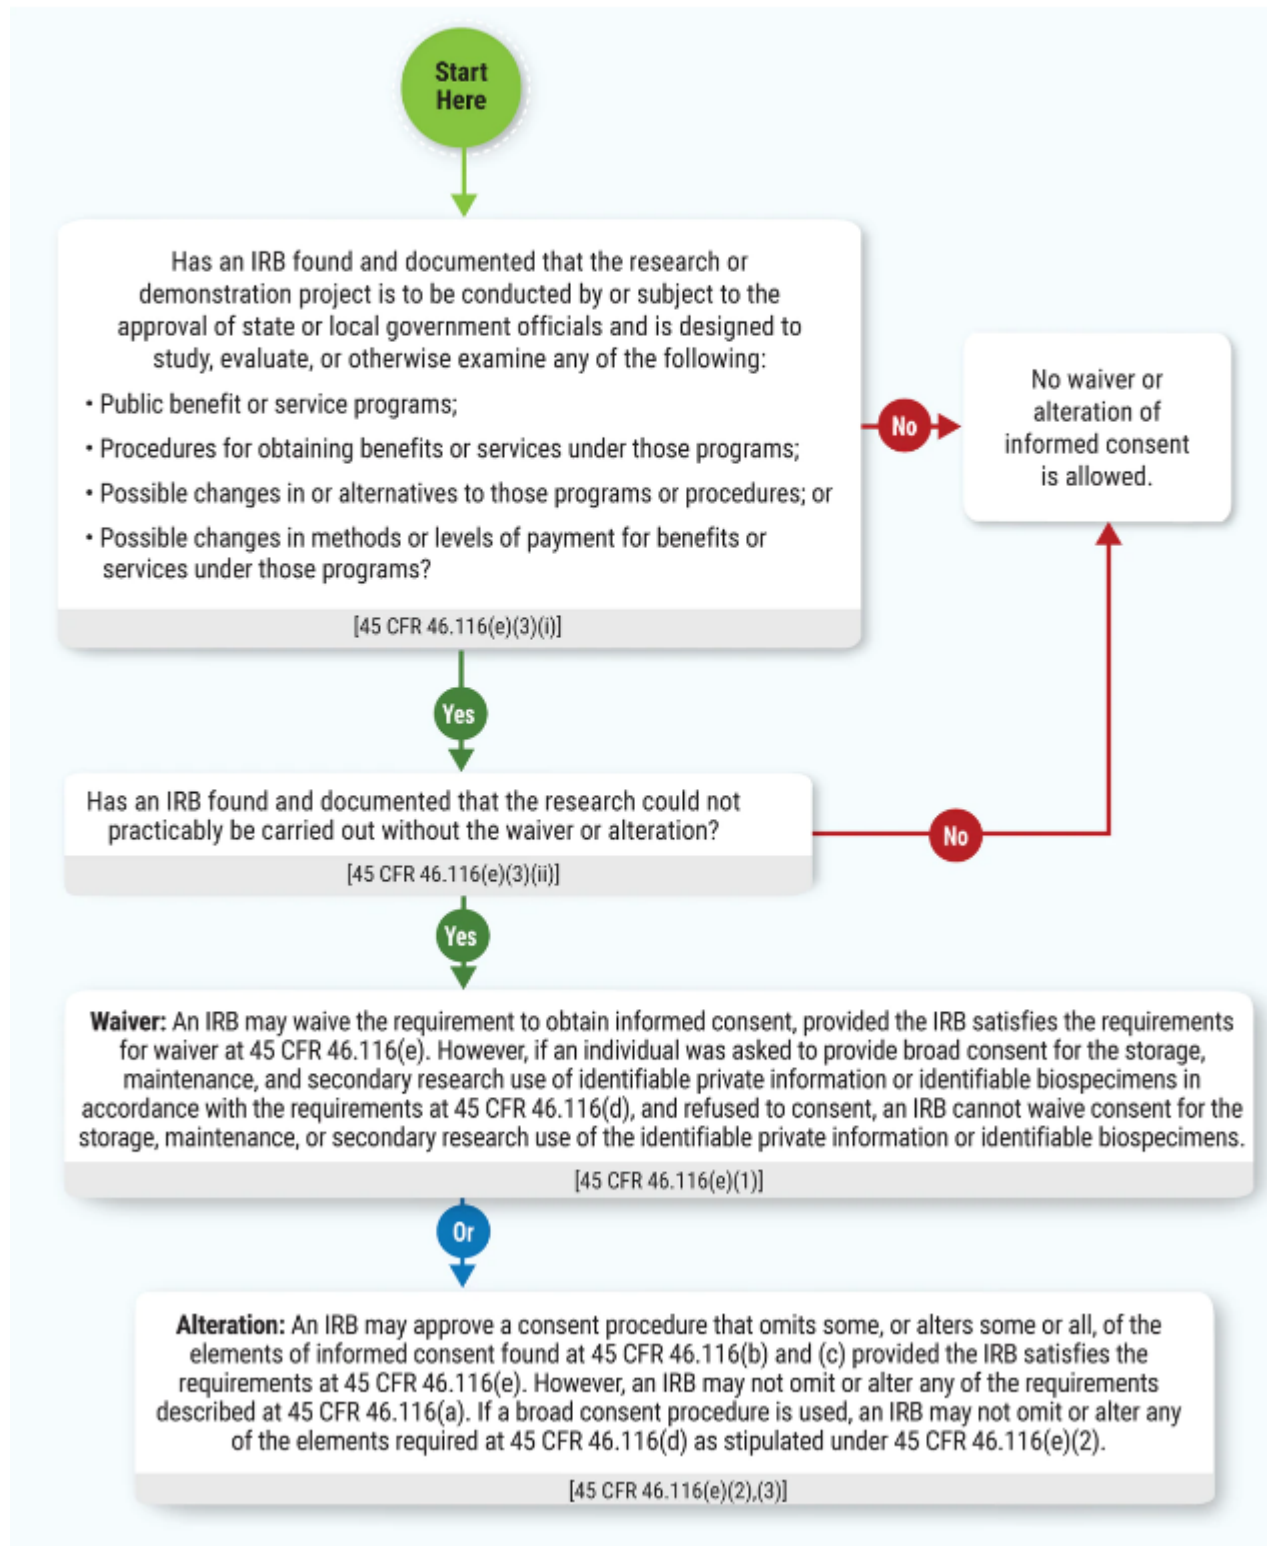 Start
Here
Has an IRB found and documented that the research or
demonstration project is to be conducted by or subject to the
approval of state or local government officials and is designed to
study, evaluate, or otherwise examine any of the following:
• Public benefit or service programs;
• Procedures for obtaining benefits or services under those programs;
• Possible changes in or alternatives to those programs or procedures; or
• Possible changes in methods or levels of payment for benefits or
services under those programs?
[45 CFR 46.116(e)(3)(i)]
No
No waiver or
alteration of
informed consent
is allowed.
Yes
Has an IRB found and documented that the research could not
practicably be carried out without the waiver or alteration?
[45 CFR 46.116(e)(3)(ii)]
No
Yes
Waiver: An IRB may waive the requirement to obtain informed consent, provided the IRB satisfies the requirements
for waiver at 45 CFR 46.116(e). However, if an individual was asked to provide broad consent for the storage,
maintenance, and secondary research use of identifiable private information or identifiable biospecimens in
accordance with the requirements at 45 CFR 46.116(d), and refused to consent, an IRB cannot waive consent for the
storage, maintenance, or secondary research use of the identifiable private information or identifiable biospecimens.
[45 CFR 46.116(e)(1)]
Or
Alteration: An IRB may approve a consent procedure that omits some, or alters some or all, of the
elements of informed consent found at 45 CFR 46.116(b) and (c) provided the IRB satisfies the
requirements at 45 CFR 46.116(e). However, an IRB may not omit or alter any of the requirements
described at 45 CFR 46.116(a). If a broad consent procedure is used, an IRB may not omit or alter any
of the elements required at 45 CFR 46.116(d) as stipulated under 45 CFR 46.116(e)(2).
[45 CFR 46.116(e)(2),(3)]